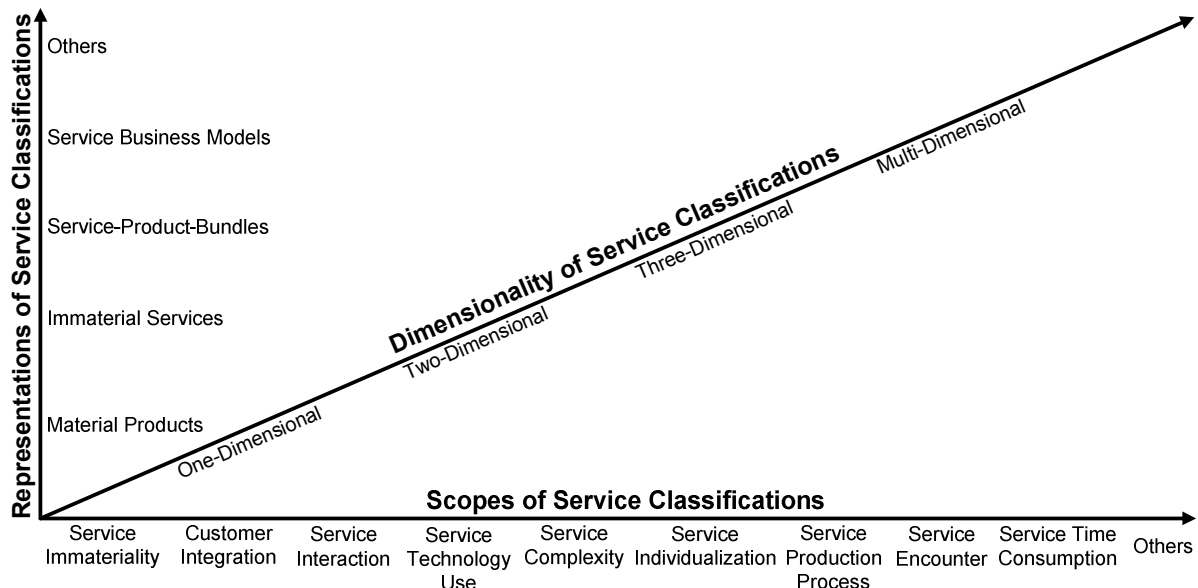 Representations of Service Classifications
Others
Service Business Models
Service-Product-Bundles
Immaterial Services
Material Products
Dimensionality of Service Classifications
One-Dimensional
Two-Dimensional
Three-Dimensional
Multi-Dimensional
Scopes of Service Classifications
Service
Immateriality
Customer
Integration
Service
Interaction
Service
Technology
Use
Service
Complexity
Service
Individualization
Service
Production
Process
Service
Encounter
Service Time
Consumption
Others